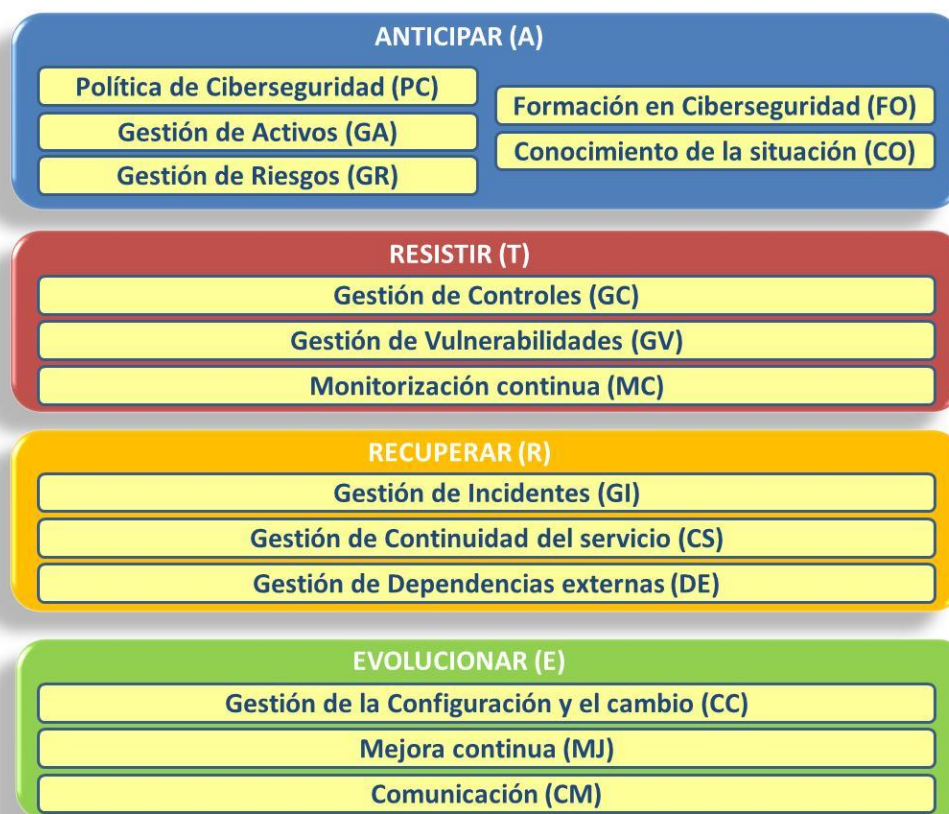 ANTICIPAR (A)
Política de Ciberseguridad (PC)
Gestión de Activos (GA)
Gestión de Riesgos (GR)
Formación en Ciberseguridad (FO)
Conocimiento de la situación (CO)
RESISTIR (T)
Gestión de Controles (GC)
Gestión de Vulnerabilidades (GV)
Monitorización continua (MC)
RECUPERAR (R)
Gestión de Incidentes (GI)
Gestión de Continuidad del servicio (CS)
Gestión de Dependencias externas (DE)
EVOLUCIONAR (E)
Gestión de la Configuración y el cambio (CC)
Mejora continua (MJ)
Comunicación (CM)